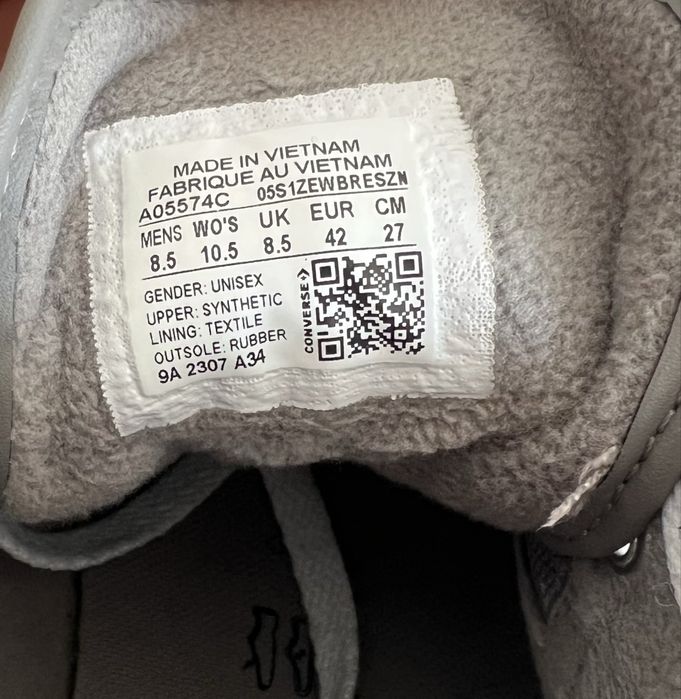 MADE IN VIETNAM
FABRIQUE AU VIETNAM
A05574C 05S1ZEWBRESZN
MENS WO'S UK EUR CM
8.5 10.5 8.5 42 27
GENDER: UNISEX
UPPER: SYNTHETIC
LINING: TEXTILE
OUTSOLE: RUBBER
9A 2307 A34
CONVERSE